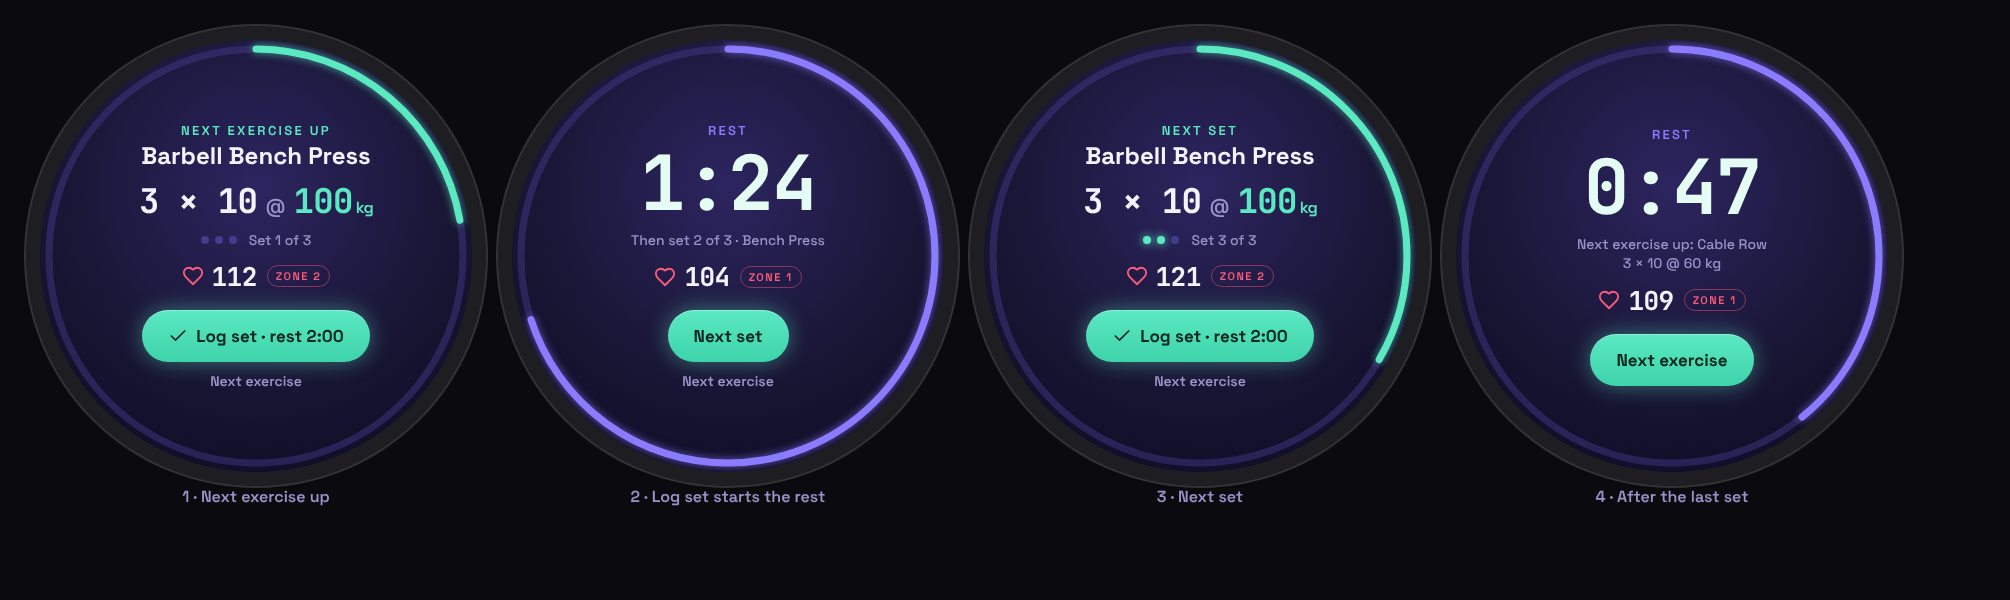 NEXT EXERCISE UP
Barbell Bench Press
3 × 10 @ 100 kg
Set 1 of 3
112 ZONE 2
Log set · rest 2:00
Next exercise
1 · Next exercise up
REST
1:24
Then set 2 of 3 · Bench Press
104 ZONE 1
Next set
Next exercise
2 · Log set starts the rest
NEXT SET
Barbell Bench Press
3 × 10 @ 100 kg
Set 3 of 3
121 ZONE 2
Log set · rest 2:00
Next exercise
3 · Next set
REST
0:47
Next exercise up: Cable Row
3 × 10 @ 60 kg
109 ZONE 1
Next exercise
4 · After the last set